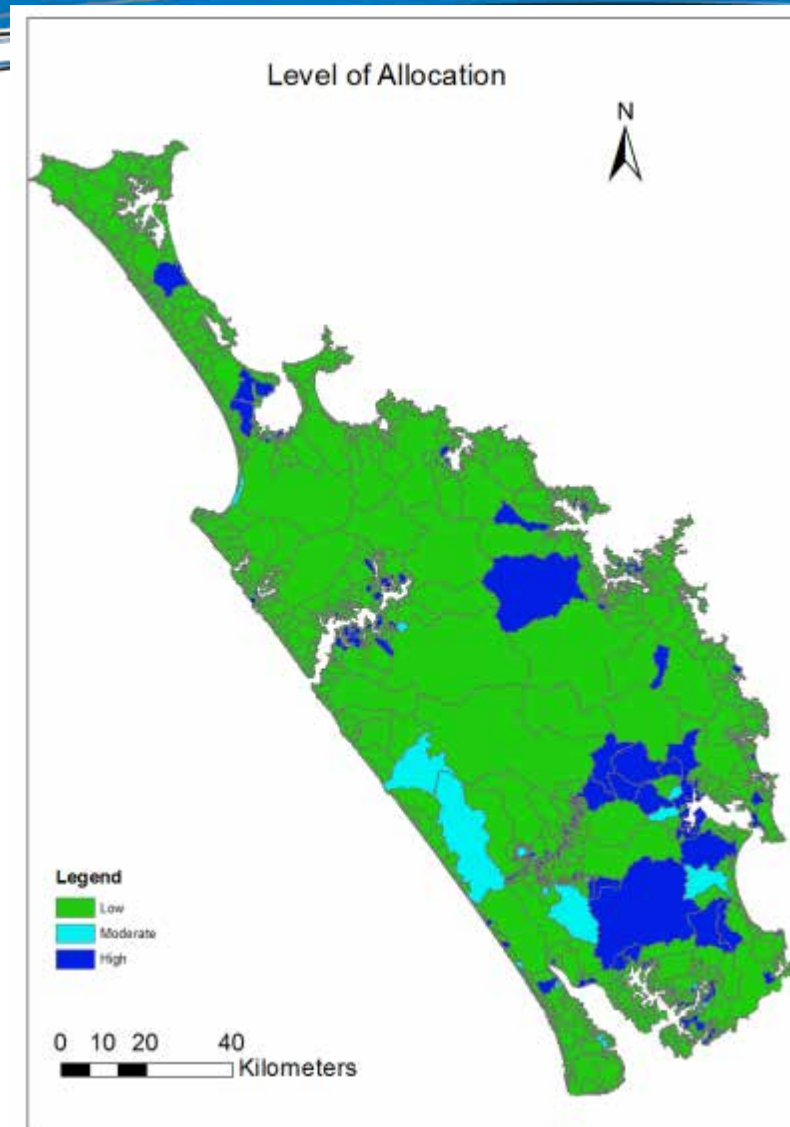 Level of Allocation
N
Legend
Low
Moderate
High
0 10 20 40
Kilometers